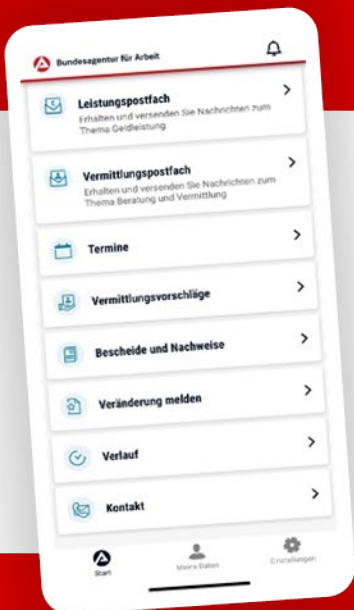 Bundesagentur für Arbeit
Leistungspostfach
Erhalten und versenden Sie Nachrichten zum
Thema Geldleistung
Vermittlungspostfach
Erhalten und versenden Sie Nachrichten zum
Thema Beratung und Vermittlung
Termine
Vermittlungsvorschläge
Bescheide und Nachweise
Veränderung melden
Verlauf
Kontakt
Start
Meine Daten
Einstellungen